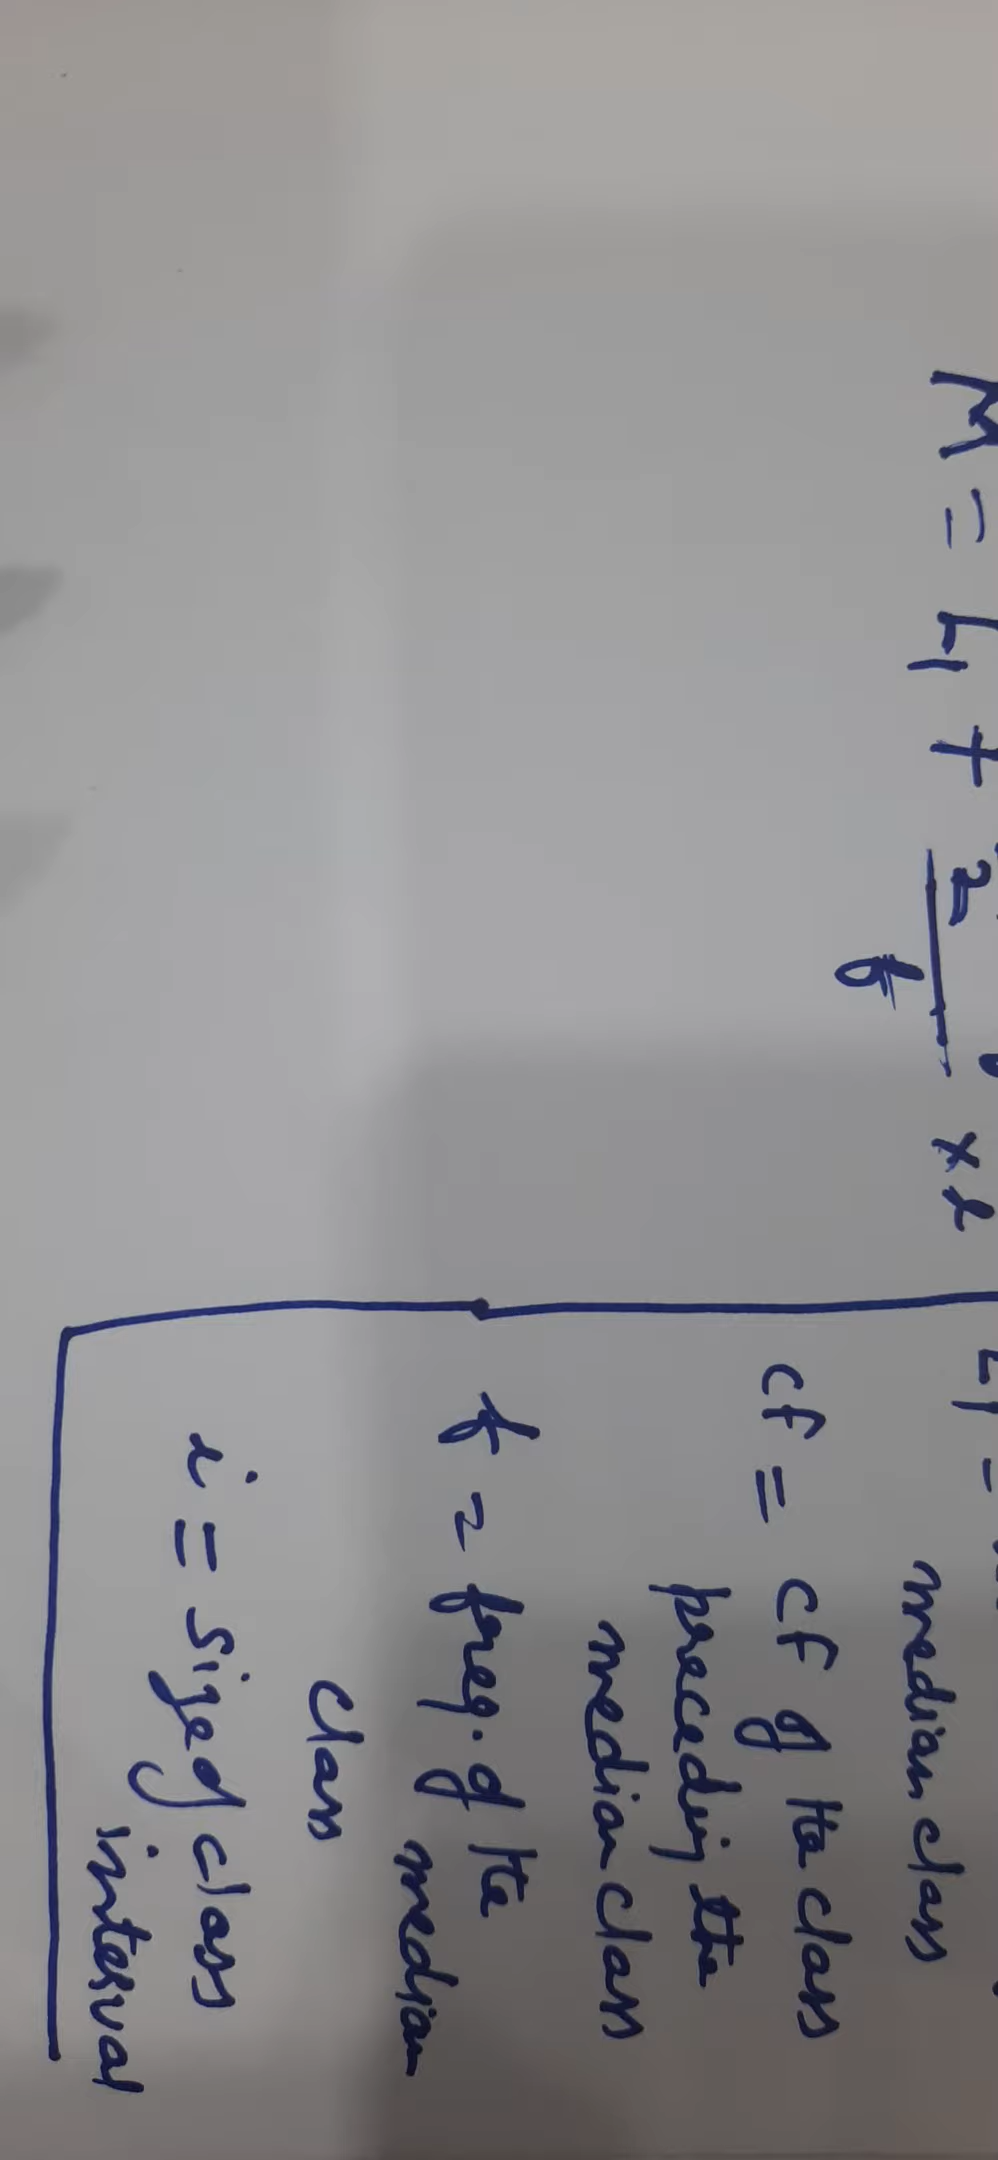 M = L1 +
2
f
× i
L1 =
median class
cf = cf of the class
preceding the
median class
f = freq. of the median
class
i = Size of class
interval